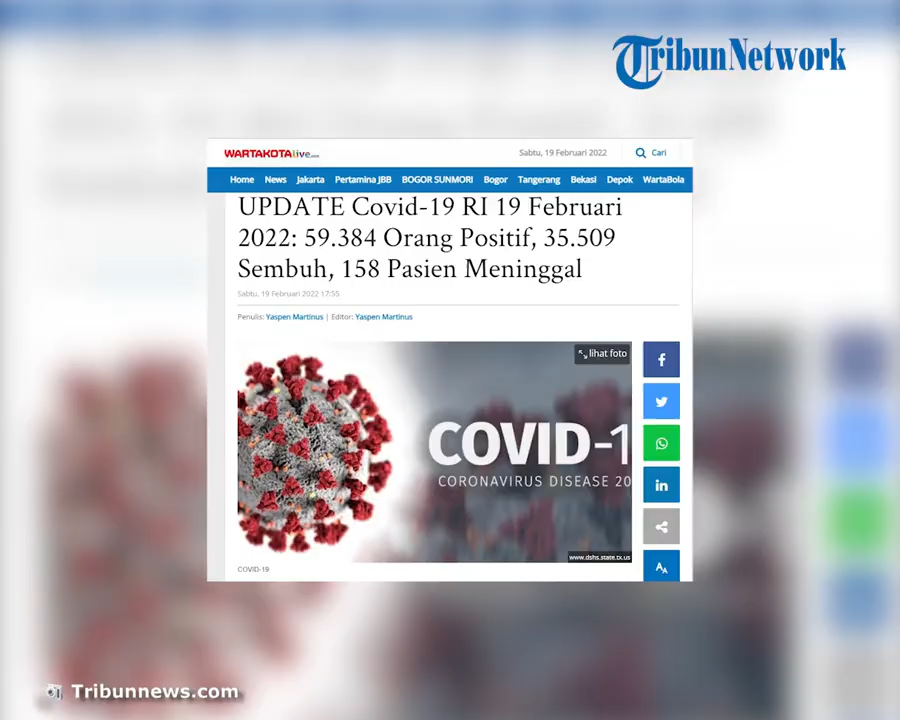 TribunNetwork
WARTAKOTAlive.com
Sabtu, 19 Februari 2022
Cari
Home News Jakarta Pertamina JBB BOGOR SUNMORI Bogor Tangerang Bekasi Depok WartaBola
UPDATE Covid-19 RI 19 Februari
2022: 59.384 Orang Positif, 35.509
Sembuh, 158 Pasien Meninggal
Sabtu, 19 Februari 2022 17:55
Penulis: Yaspen Martinus | Editor: Yaspen Martinus
lihat foto
COVID-1
CORONAVIRUS DISEASE 20
www.dshs.state.tx.us
COVID-19
AA
Tribunnews.com